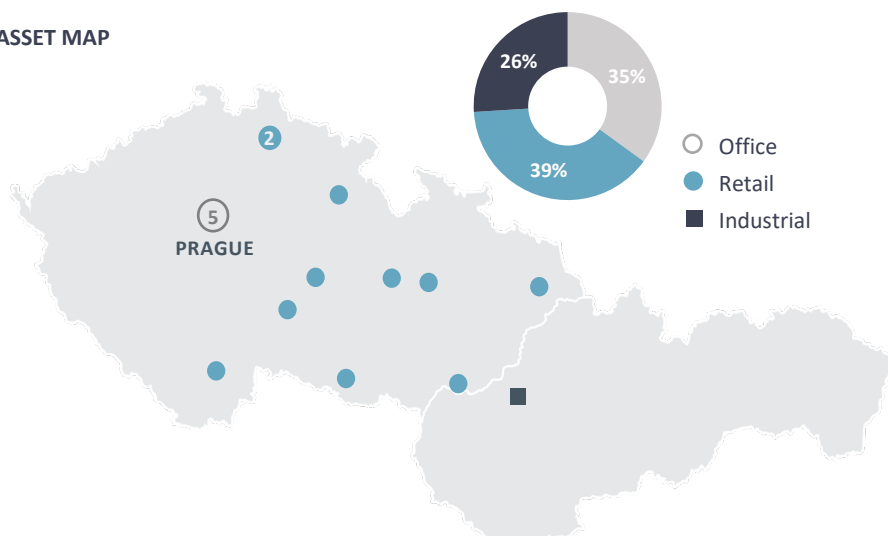 ASSET MAP
26%
35%
39%
Office
Retail
Industrial
2
5
PRAGUE